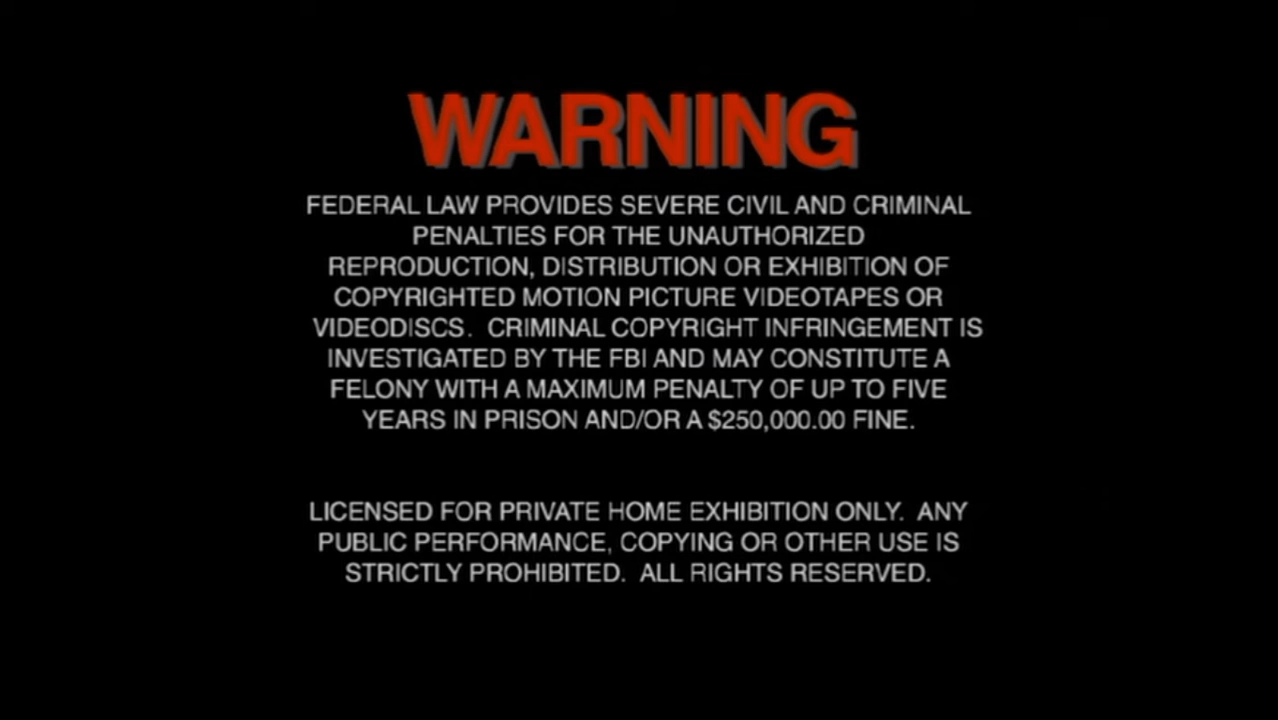 WARNING
FEDERAL LAW PROVIDES SEVERE CIVIL AND CRIMINAL
PENALTIES FOR THE UNAUTHORIZED
REPRODUCTION, DISTRIBUTION OR EXHIBITION OF
COPYRIGHTED MOTION PICTURE VIDEOTAPES OR
VIDEODISCS.  CRIMINAL COPYRIGHT INFRINGEMENT IS
INVESTIGATED BY THE FBI AND MAY CONSTITUTE A
FELONY WITH A MAXIMUM PENALTY OF UP TO FIVE
YEARS IN PRISON AND/OR A $250,000.00 FINE.
LICENSED FOR PRIVATE HOME EXHIBITION ONLY.  ANY
PUBLIC PERFORMANCE, COPYING OR OTHER USE IS
STRICTLY PROHIBITED.  ALL RIGHTS RESERVED.